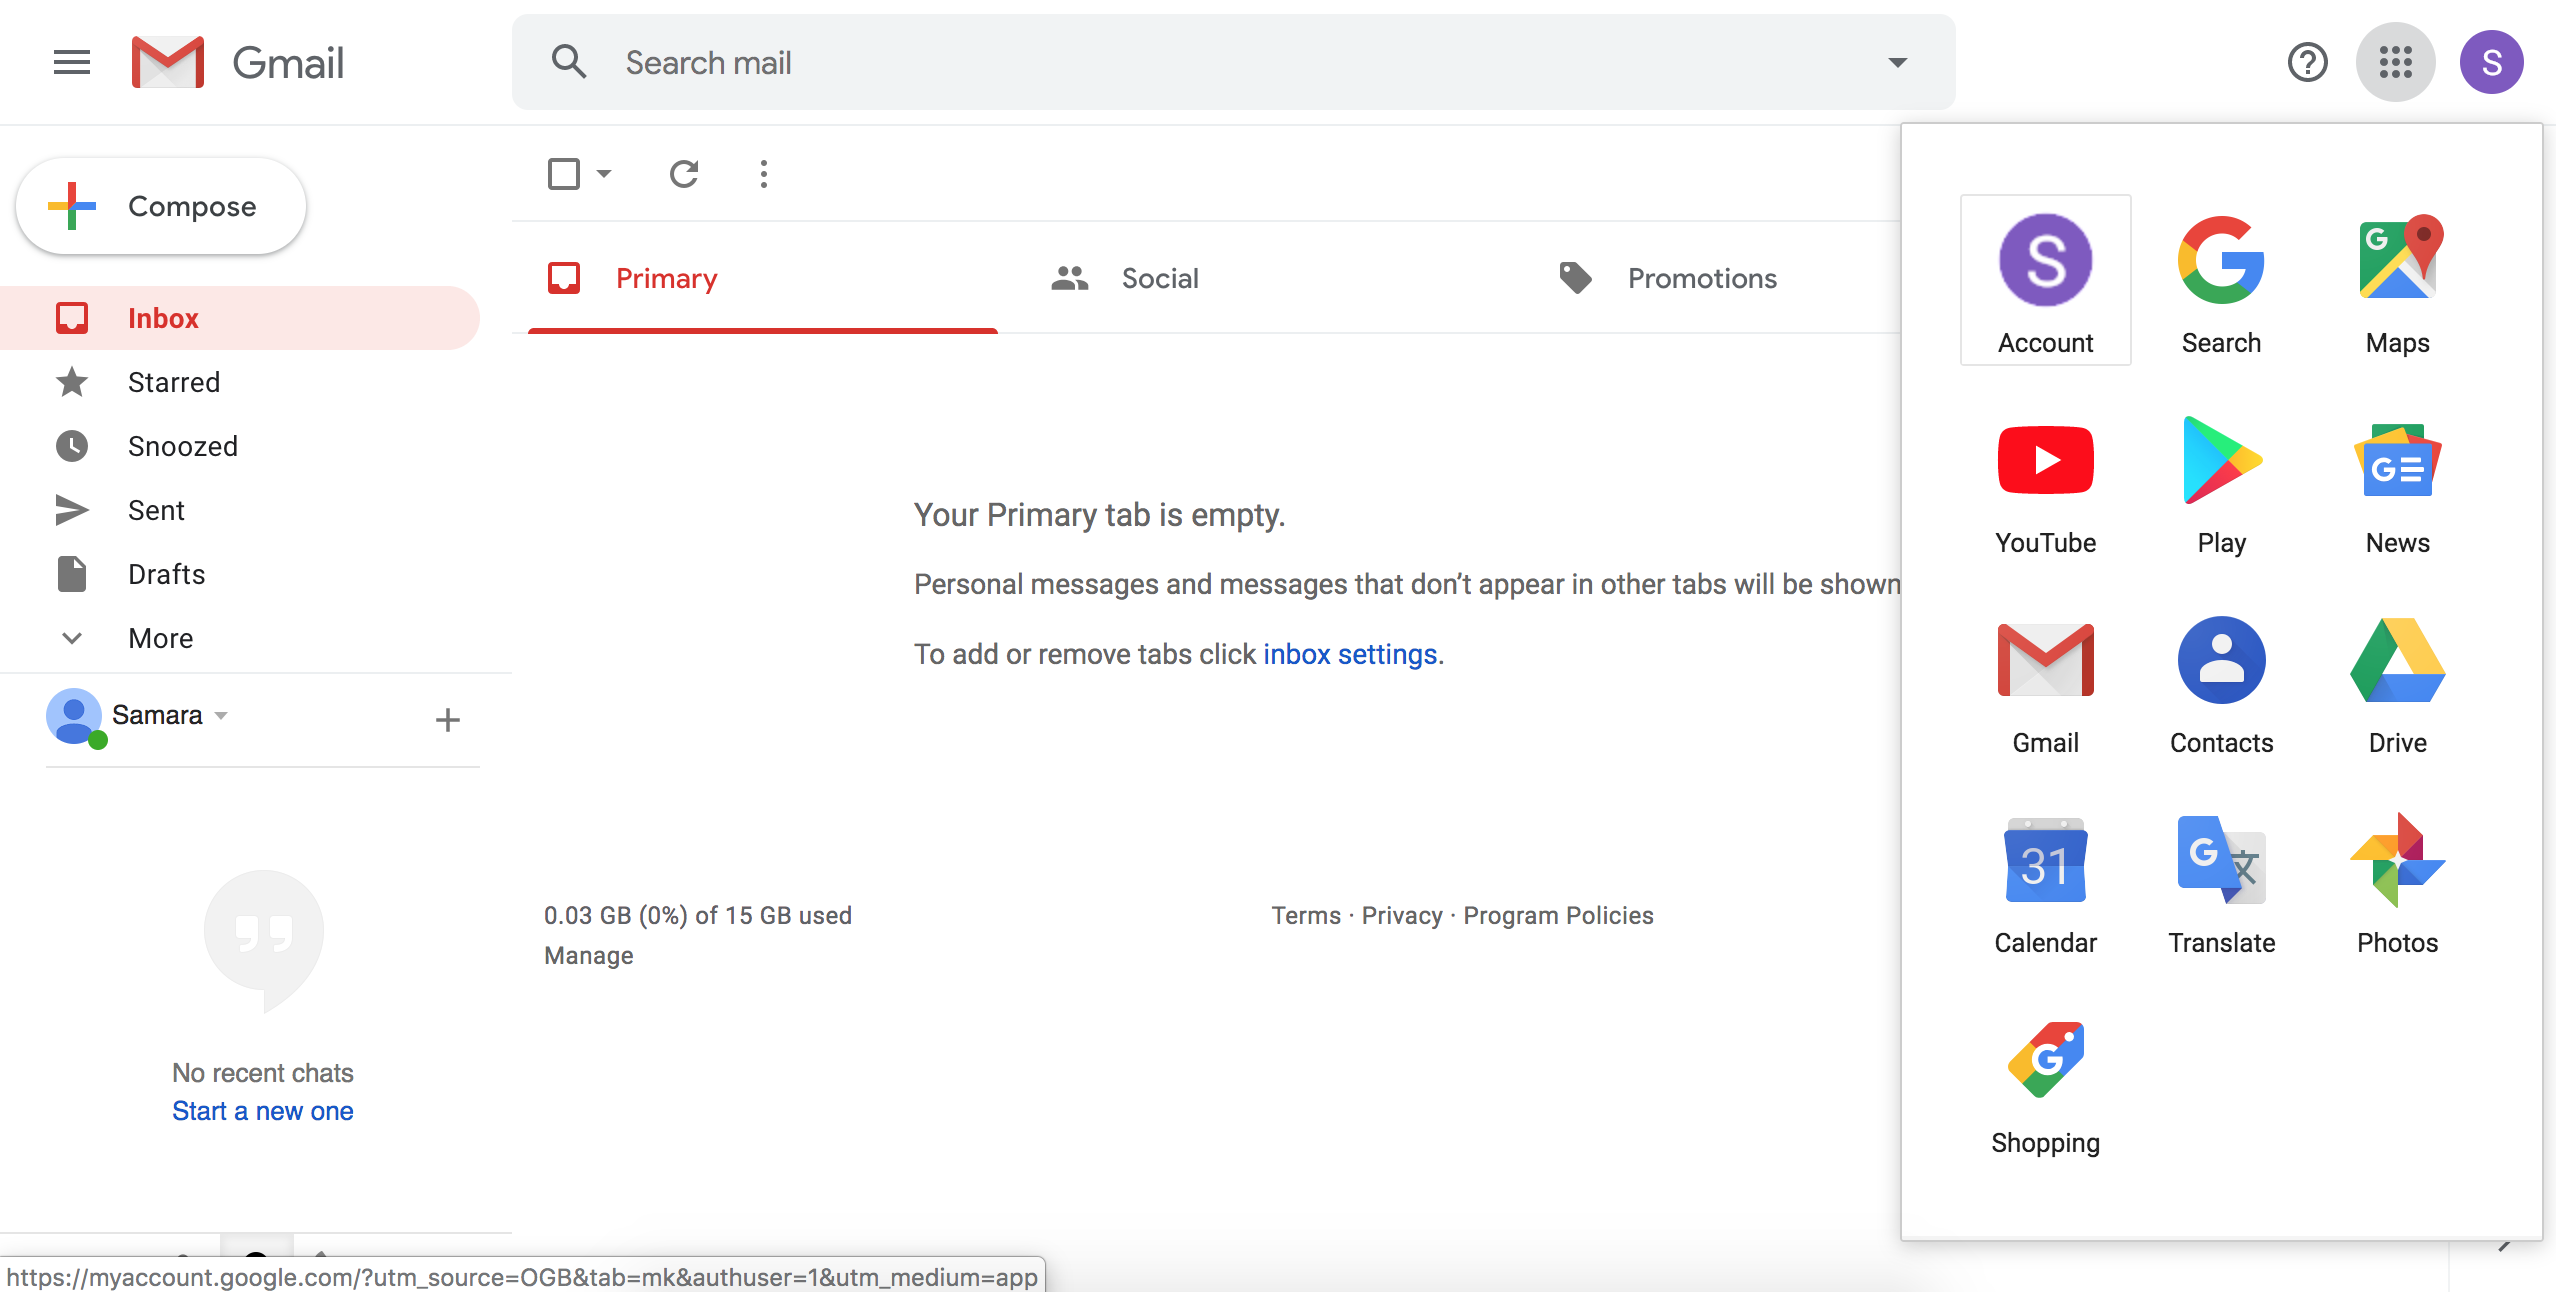 Gmail
Search mail
S
Compose
Inbox
Starred
Snoozed
Sent
Drafts
More
Samara
No recent chats
Start a new one
Primary
Social
Promotions
Your Primary tab is empty.
Personal messages and messages that don’t appear in other tabs will be shown
To add or remove tabs click inbox settings.
0.03 GB (0%) of 15 GB used
Manage
Terms · Privacy · Program Policies
S
G
Account
Search
Maps
G
YouTube
Play
News
Gmail
Contacts
Drive
31
G 文
Calendar
Translate
Photos
G
Shopping
https://myaccount.google.com/?utm_source=OGB&tab=mk&authuser=1&utm_medium=app